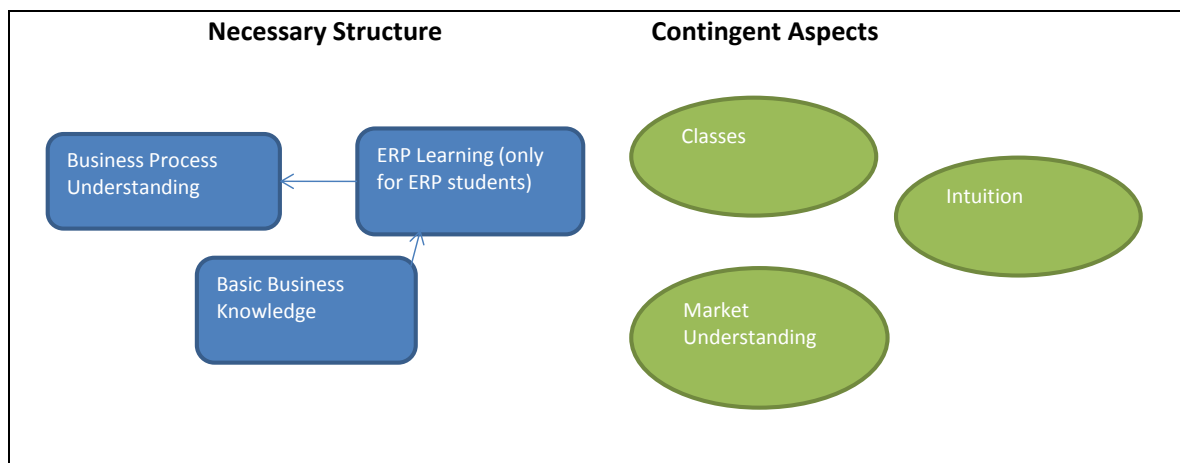 Necessary Structure
Contingent Aspects
Business Process
Understanding
ERP Learning (only
for ERP students)
Basic Business
Knowledge
Classes
Intuition
Market
Understanding